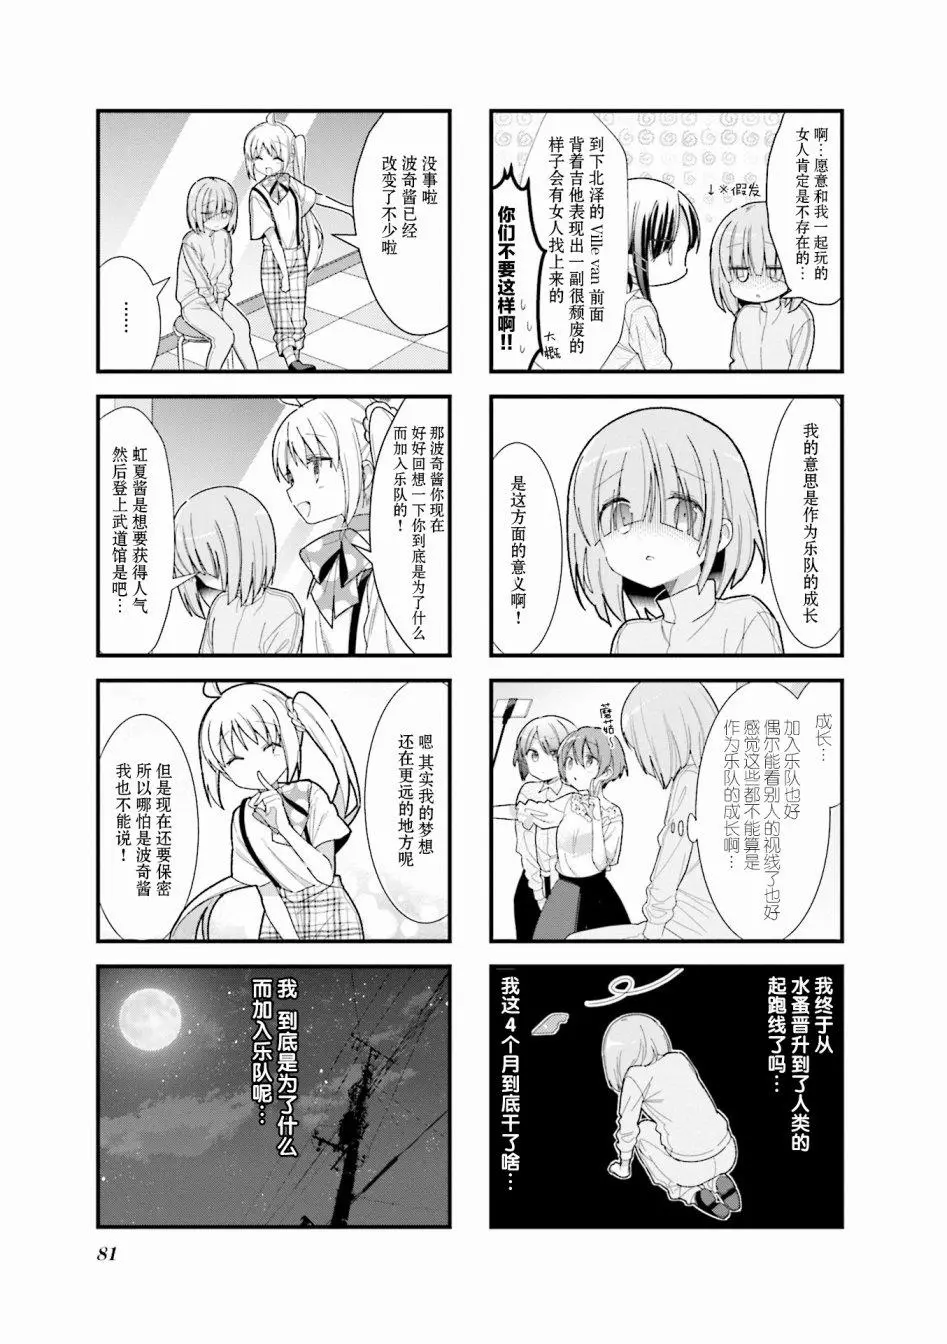 啊…愿意和我一起玩的
女人肯定是不存在的…
↓※假发
到下北泽的 Ville van 前面
背着吉他表现出一副很颓废的
样子会有女人找上来的
你们不要这样啊!!
大概
我的意思是作为乐队的成长
是这方面的意义啊！
成长…
加入乐队也好
偶尔能看别人的视线了也好
感觉这些都不能算是
作为乐队的成长啊…
蘑菇～
我终于从
水蚤晋升到了人类的
起跑线了吗…
我这4个月到底干了啥…
没事啦
波奇酱已经
改变了不少啦
……
那波奇酱你现在
好好回想一下你到底是为了什么
而加入乐队的！
虹夏酱是想要获得人气
然后登上武道馆是吧…
嗯 其实我的梦想
还在更远的地方呢
但是现在还要保密
所以哪怕是波奇酱
我也不能说！
我 到底是为了什么
而加入乐队呢…
81